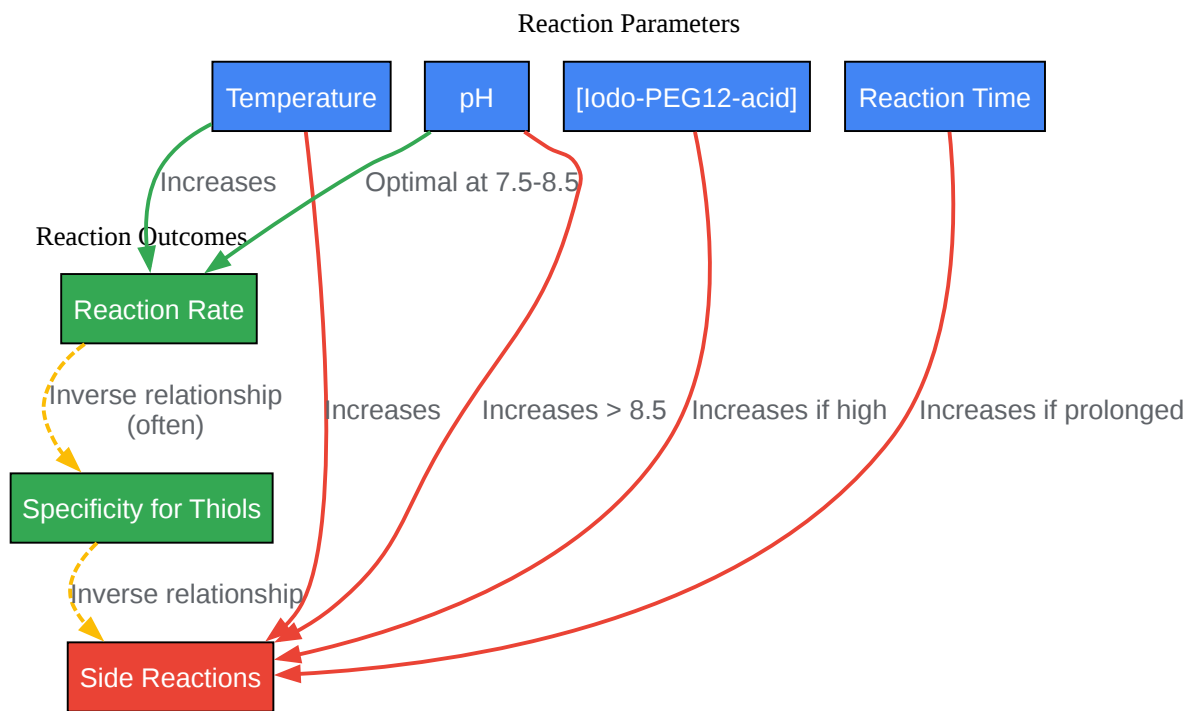 Reaction Parameters
Temperature
pH
[Iodo-PEG12-acid]
Reaction Time
Increases
Optimal at 7.5-8.5
Reaction Outcomes
Reaction Rate
Inverse relationship
(often)
Increases
Increases > 8.5
Increases if high
Increases if prolonged
Specificity for Thiols
Inverse relationship
Side Reactions